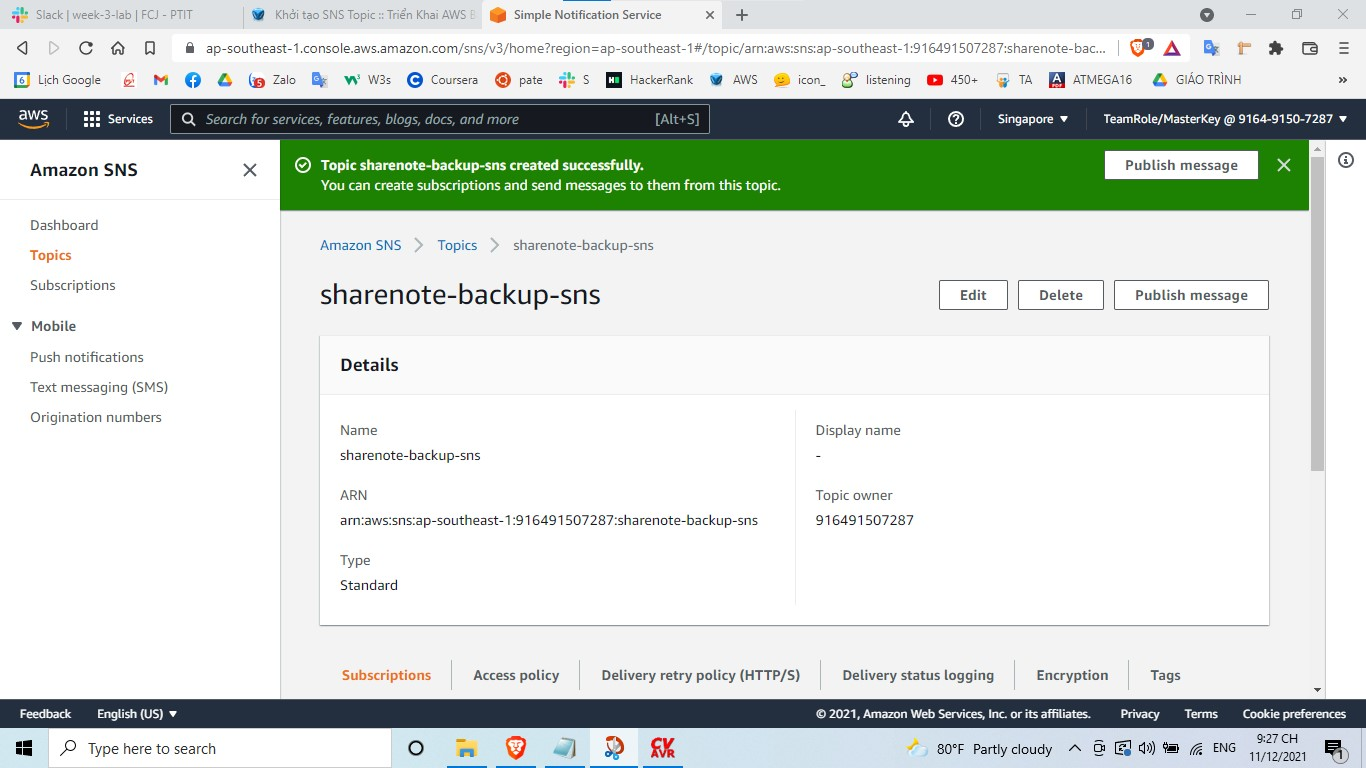 Slack | week-3-lab | FCJ - PTIT
Khởi tạo SNS Topic :: Triển Khai AWS B
Simple Notification Service
ap-southeast-1.console.aws.amazon.com/sns/v3/home?region=ap-southeast-1#/topic/arn:aws:sns:ap-southeast-1:916491507287:sharenote-bac...
1
6 Lịch Google
Zalo
W3s
Coursera
pate
S
HackerRank
AWS
icon_
listening
450+
TA
ATMEGA16
GIÁO TRÌNH
»
aws
Services
Search for services, features, blogs, docs, and more
[Alt+S]
Singapore
TeamRole/MasterKey @ 9164-9150-7287
Amazon SNS
Dashboard
Topics
Subscriptions
Mobile
Push notifications
Text messaging (SMS)
Origination numbers
Topic sharenote-backup-sns created successfully.
You can create subscriptions and send messages to them from this topic.
Publish message
Amazon SNS
Topics
sharenote-backup-sns
sharenote-backup-sns
Edit
Delete
Publish message
Details
Name
sharenote-backup-sns
ARN
arn:aws:sns:ap-southeast-1:916491507287:sharenote-backup-sns
Type
Standard
Display name
-
Topic owner
916491507287
Subscriptions
Access policy
Delivery retry policy (HTTP/S)
Delivery status logging
Encryption
Tags
Feedback
English (US)
© 2021, Amazon Web Services, Inc. or its affiliates.
Privacy
Terms
Cookie preferences
Type here to search
CV
AVR
80°F Partly cloudy
ENG
9:27 CH
11/12/2021
1